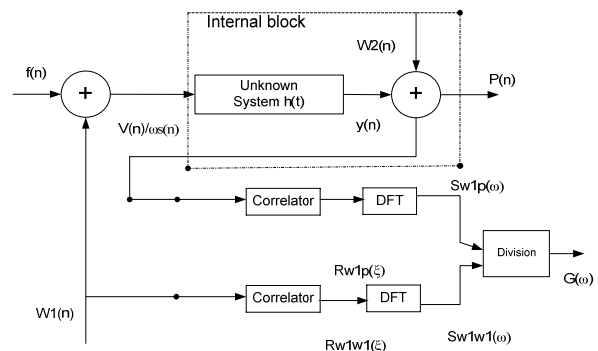 Internal block
W2(n)
f(n)
+
Unknown
System h(t)
+
P(n)
V(n)/ωs(n)
y(n)
Sw1p(ω)
Correlator
DFT
Division
G(ω)
Rw1p(ξ)
W1(n)
Correlator
DFT
Rw1w1(ξ)
Sw1w1(ω)